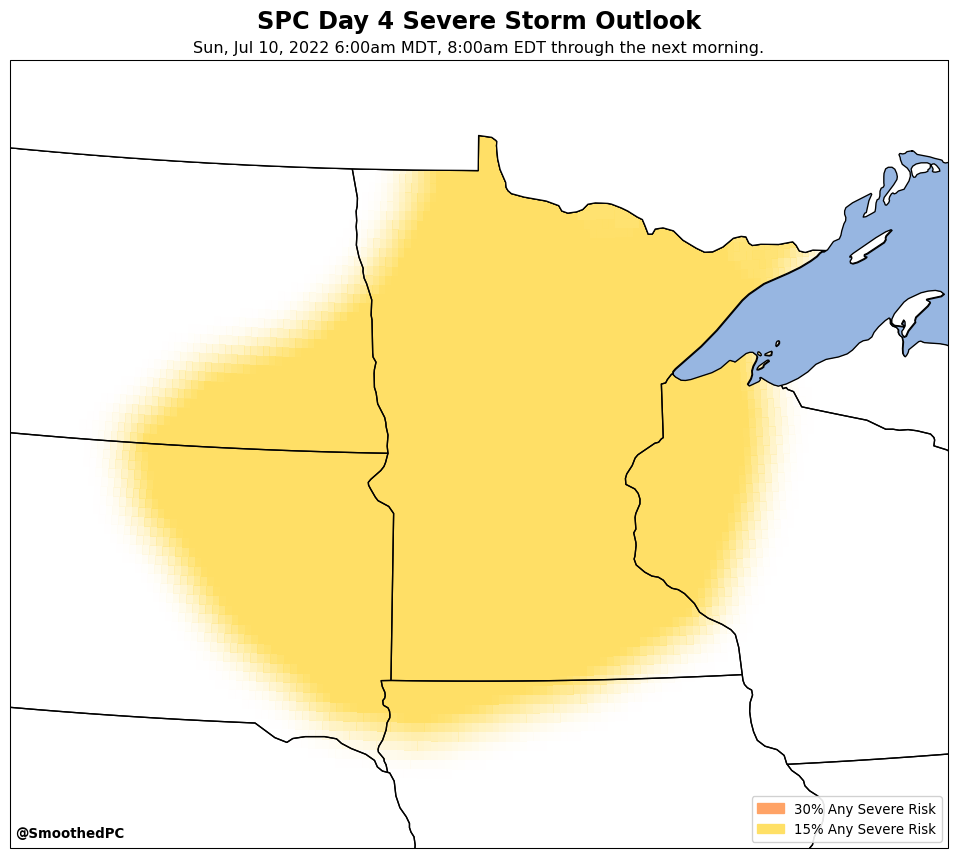 SPC Day 4 Severe Storm Outlook
Sun, Jul 10, 2022 6:00am MDT, 8:00am EDT through the next morning.
30% Any Severe Risk
15% Any Severe Risk
@SmoothedPC